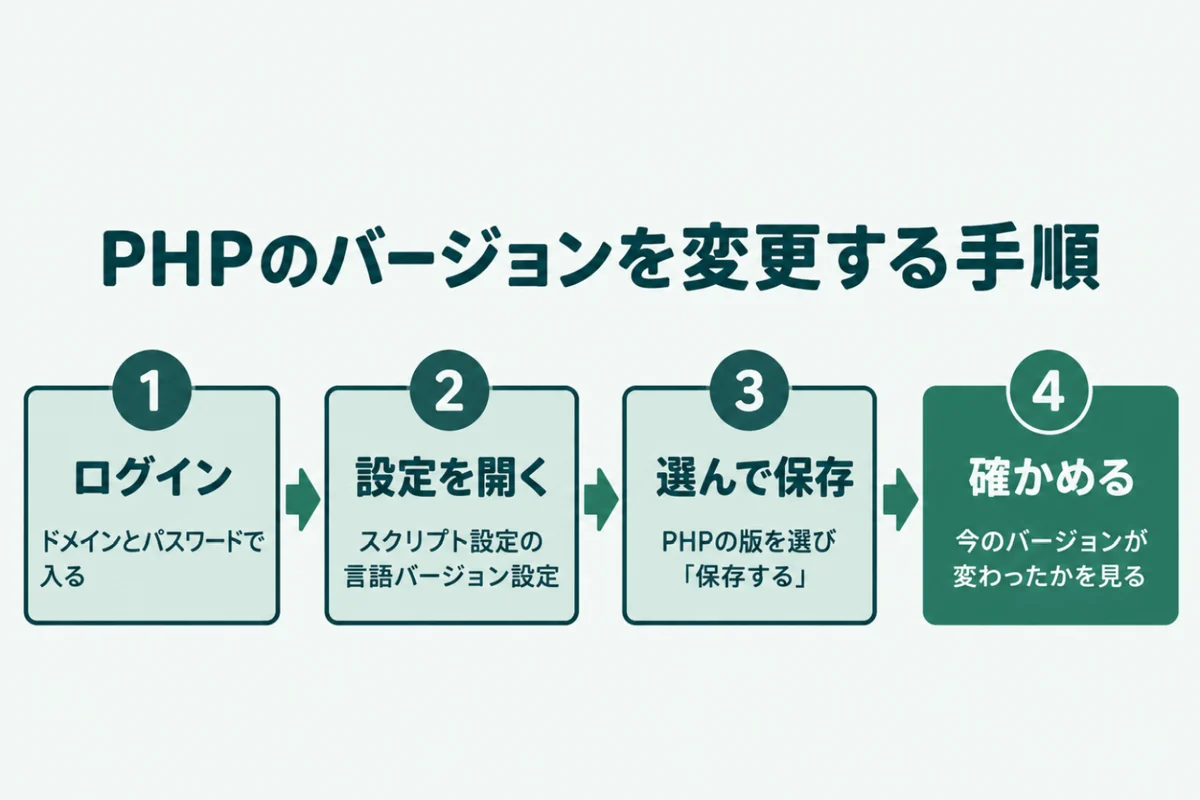 PHPのバージョンを変更する手順
1
ログイン
ドメインとパスワードで
入る
2
設定を開く
スクリプト設定の
言語バージョン設定
3
選んで保存
PHPの版を選び
「保存する」
4
確かめる
今のバージョンが
変わったかを見る